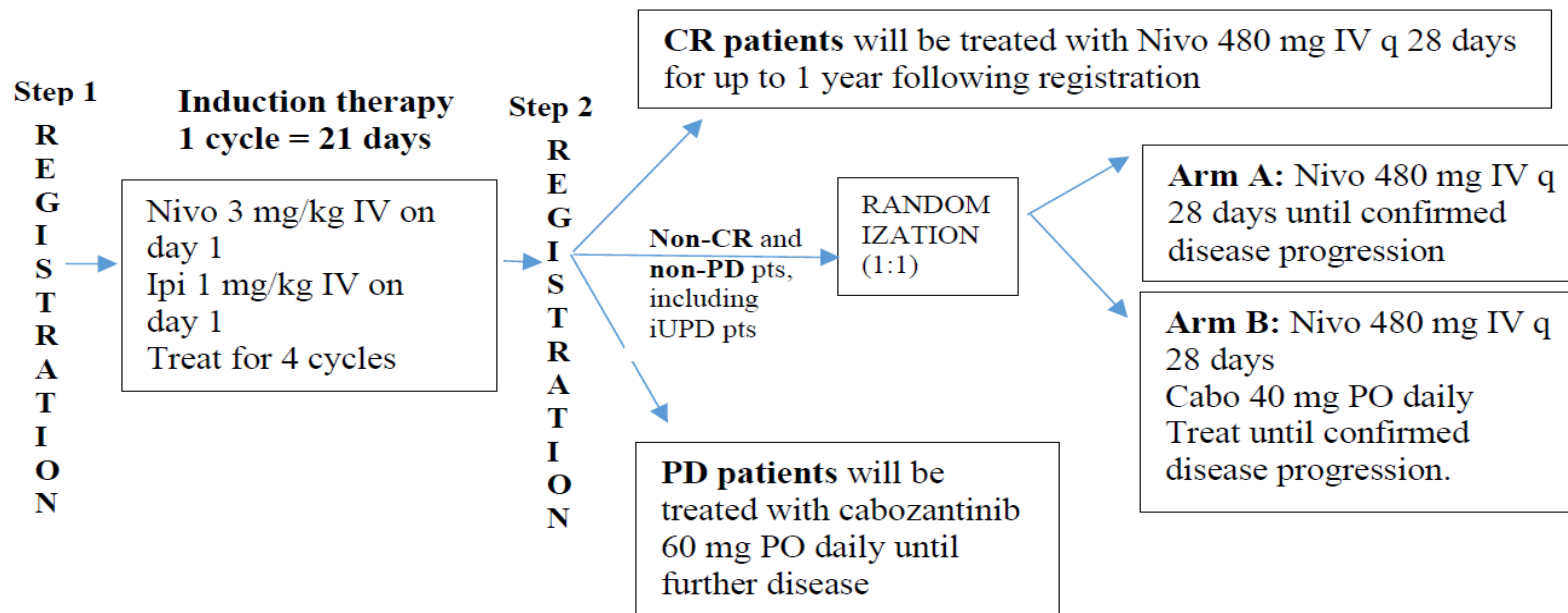 Step 1
R
E
G
I
S
T
R
A
T
I
O
N
Induction therapy
1 cycle = 21 days
Nivo 3 mg/kg IV on
day 1
Ipi 1 mg/kg IV on
day 1
Treat for 4 cycles
Step 2
R
E
G
I
S
T
R
A
T
I
O
N
CR patients will be treated with Nivo 480 mg IV q 28 days
for up to 1 year following registration
Non-CR and
non-PD pts,
including
iUPD pts
RANDOM
IZATION
(1:1)
Arm A: Nivo 480 mg IV q
28 days until confirmed
disease progression
Arm B: Nivo 480 mg IV q
28 days
Cabo 40 mg PO daily
Treat until confirmed
disease progression.
PD patients will be
treated with cabozantinib
60 mg PO daily until
further disease